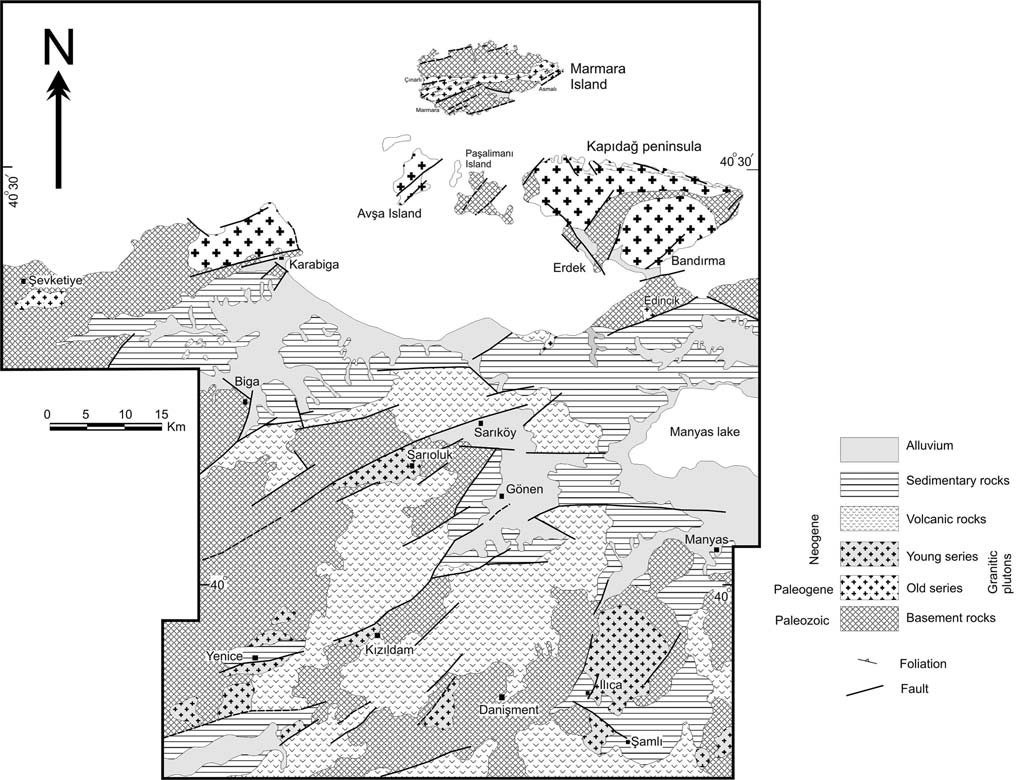 N
Çınarlı
Asmalı
Marmara
Marmara
Island
Kapıdağ peninsula
Paşalimanı
Island
40°30′
40°30′
Avşa Island
Erdek
Bandırma
Karabiga
Şevketiye
Edincik
Biga
0 5 10 15
Km
Sarıköy
Manyas lake
Sarıoluk
Gönen
Manyas
40°
40°
Kızıldam
Yenice
Ilıca
Danişment
Şamlı
Alluvium
Sedimentary rocks
Volcanic rocks
Young series
Old series
Basement rocks
Neogene
Paleogene
Paleozoic
Granitic
plutons
Foliation
Fault